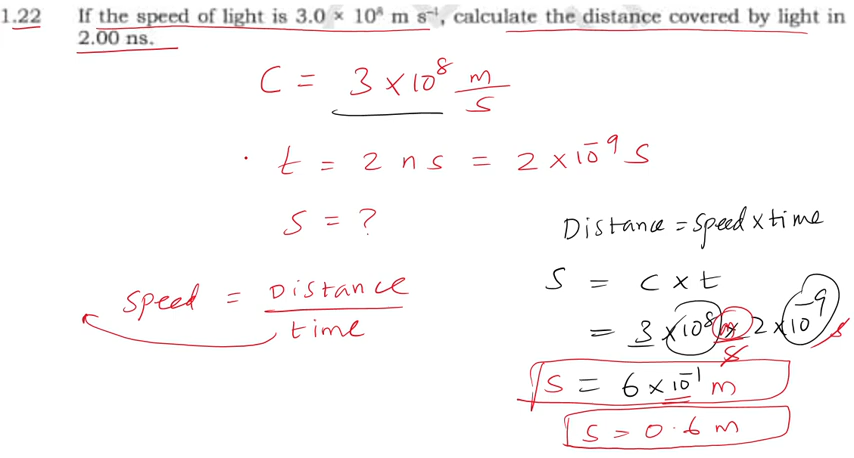 1.22 If the speed of light is 3.0 × 10⁸ m s⁻¹, calculate the distance covered by light in
2.00 ns.
C = 3 × 10⁸ m/s
t = 2 ns = 2 × 10⁻⁹ s
S = ?
Speed = Distance/time
Distance = speed × time
S = C × t
= 3 × 10⁸ m/s × 2 × 10⁻⁹ s
S = 6 × 10⁻¹ m
S = 0.6 m